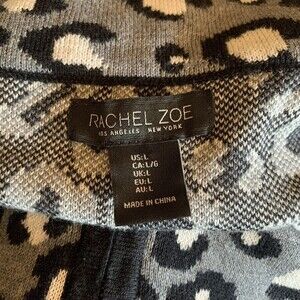 RACHEL ZOE
LOS ANGELES NEW YORK
US:L
CA:L/G
UK:L
EU:L
AU:L
MADE IN CHINA